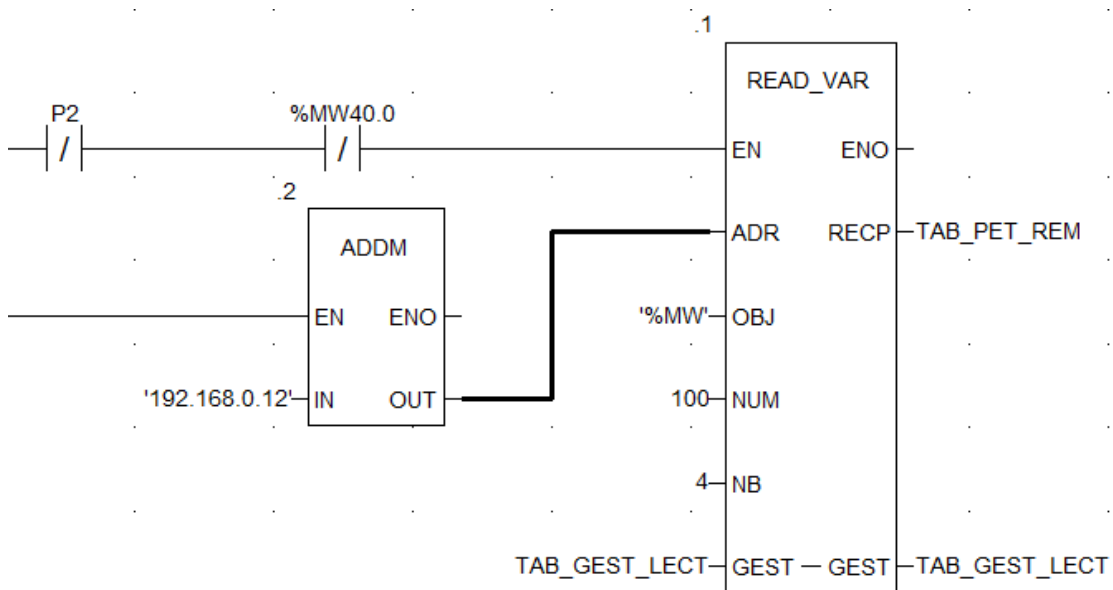 .1
READ_VAR
P2
%MW40.0
/
/
EN ENO
.2
ADDM
ADR RECP TAB_PET_REM
EN ENO
'%MW' OBJ
'192.168.0.12' IN OUT
100 NUM
4 NB
TAB_GEST_LECT GEST GEST TAB_GEST_LECT